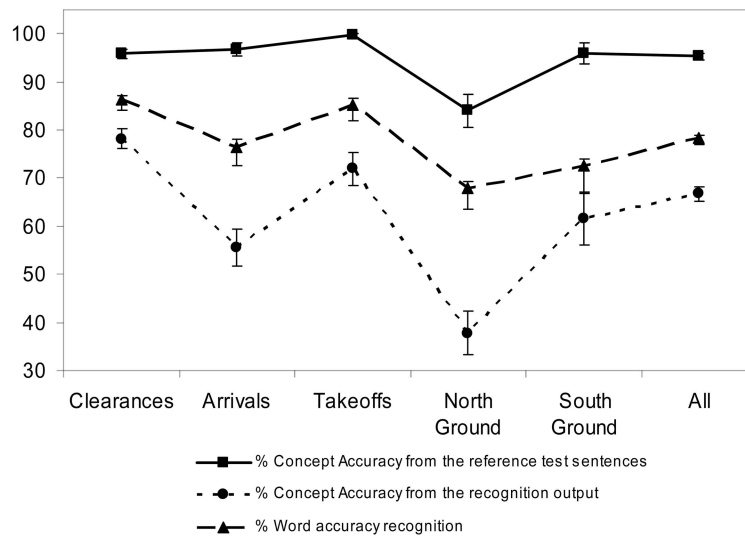 100
90
80
70
60
50
40
30
Clearances Arrivals Takeoffs North Ground South Ground All
% Concept Accuracy from the reference test sentences
% Concept Accuracy from the recognition output
% Word accuracy recognition